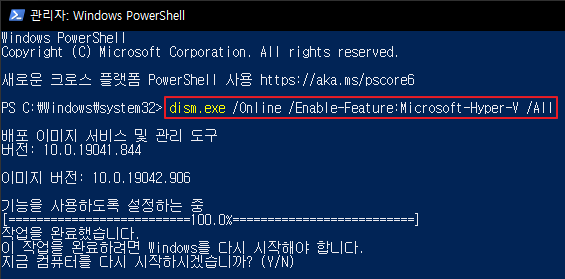 관리자: Windows PowerShell
Windows PowerShell
Copyright (C) Microsoft Corporation. All rights reserved.
새로운 크로스 플랫폼 PowerShell 사용 https://aka.ms/pscore6
PS C:₩Windows₩system32> dism.exe /Online /Enable-Feature:Microsoft-Hyper-V /All
배포 이미지 서비스 및 관리 도구
버전: 10.0.19041.844
이미지 버전: 10.0.19042.906
기능을 사용하도록 설정하는 중
[==========================100.0%==========================]
작업을 완료했습니다.
이 작업을 완료하려면 Windows를 다시 시작해야 합니다.
지금 컴퓨터를 다시 시작하시겠습니까? (Y/N)